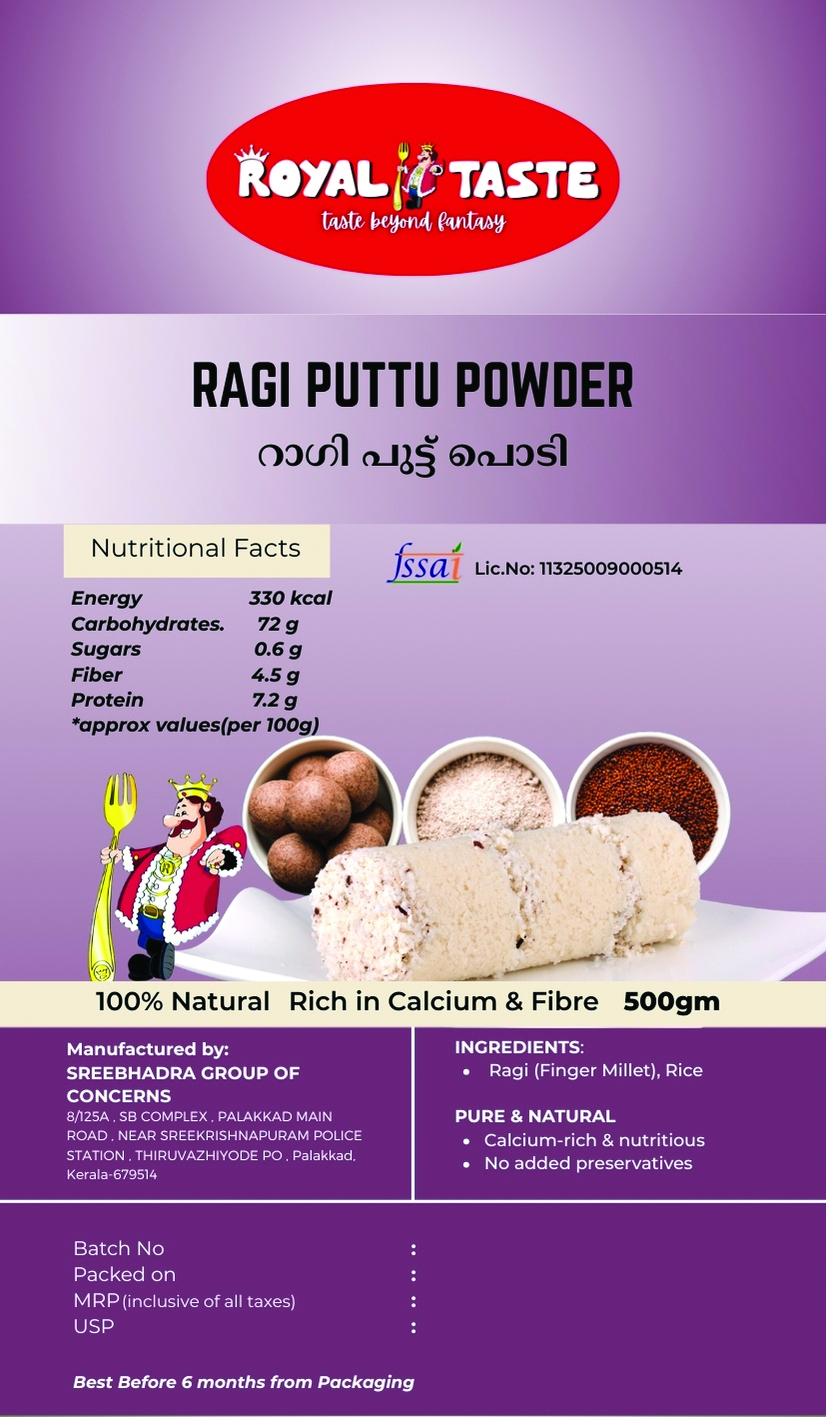 ROYAL TASTE
taste beyond fantasy
RAGI PUTTU POWDER
റാഗി പുട്ട് പൊടി
Nutritional Facts
fssai Lic.No: 11325009000514
Energy 330 kcal
Carbohydrates. 72 g
Sugars 0.6 g
Fiber 4.5 g
Protein 7.2 g
*approx values(per 100g)
100% Natural Rich in Calcium & Fibre 500gm
Manufactured by:
SREEBHADRA GROUP OF
CONCERNS
8/125A , SB COMPLEX , PALAKKAD MAIN
ROAD , NEAR SREEKRISHNAPURAM POLICE
STATION , THIRUVAZHIYODE PO , Palakkad,
Kerala-679514
INGREDIENTS:
• Ragi (Finger Millet), Rice
PURE & NATURAL
• Calcium-rich & nutritious
• No added preservatives
Batch No :
Packed on :
MRP(inclusive of all taxes) :
USP :
Best Before 6 months from Packaging